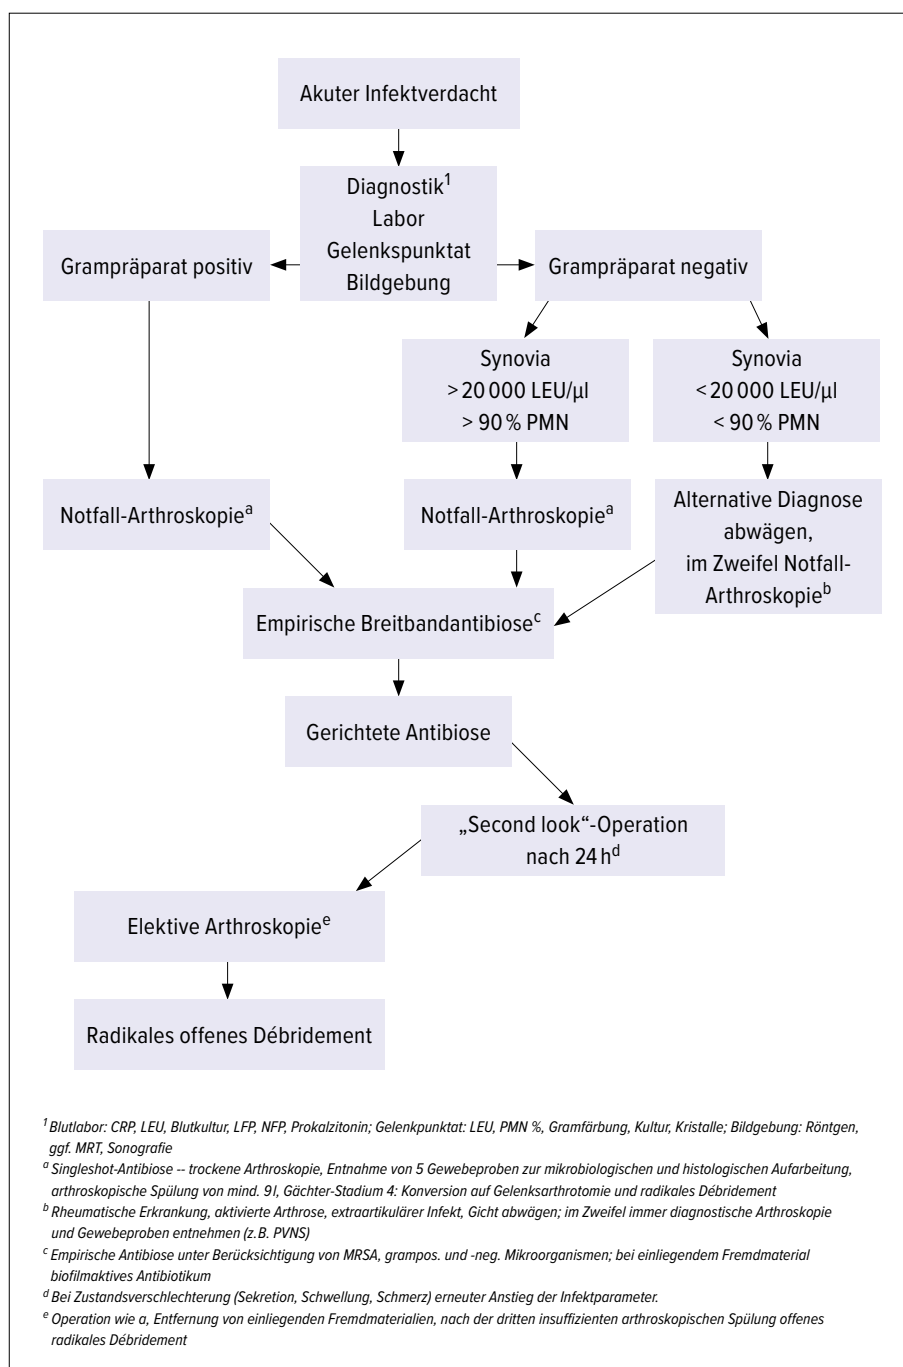 Akuter Infektverdacht
Diagnostik¹
Labor
Gelenkspunktat
Bildgebung
Grampräparat positiv
Grampräparat negativ
Synovia
> 20 000 LEU/µl
> 90 % PMN
Synovia
< 20 000 LEU/µl
< 90 % PMN
Notfall-Arthroskopieᵃ
Notfall-Arthroskopieᵃ
Alternative Diagnose
abwägen,
im Zweifel Notfall-
Arthroskopieᵇ
Empirische Breitbandantibioseᶜ
Gerichtete Antibiose
„Second look“-Operation
nach 24 hᵈ
Elektive Arthroskopieᵉ
Radikales offenes Débridement
¹ Blutlabor: CRP, LEU, Blutkultur, LFP, NFP, Prokalzitonin; Gelenkpunktat: LEU, PMN %, Gramfärbung, Kultur, Kristalle; Bildgebung: Röntgen,
ggf. MRT, Sonografie
ᵃ Singleshot-Antibiose -- trockene Arthroskopie, Entnahme von 5 Gewebeproben zur mikrobiologischen und histologischen Aufarbeitung,
arthroskopische Spülung von mind. 9 l, Gächter-Stadium 4: Konversion auf Gelenksarthrotomie und radikales Débridement
ᵇ Rheumatische Erkrankung, aktivierte Arthrose, extraartikulärer Infekt, Gicht abwägen; im Zweifel immer diagnostische Arthroskopie
und Gewebeproben entnehmen (z. B. PVNS)
ᶜ Empirische Antibiose unter Berücksichtigung von MRSA, grampos. und -neg. Mikroorganismen; bei einliegendem Fremdmaterial
biofilmaktives Antibiotikum
ᵈ Bei Zustandsverschlechterung (Sekretion, Schwellung, Schmerz) erneuter Anstieg der Infektparameter.
ᵉ Operation wie a, Entfernung von einliegenden Fremdmaterialien, nach der dritten insuffizienten arthroskopischen Spülung offenes
radikales Débridement